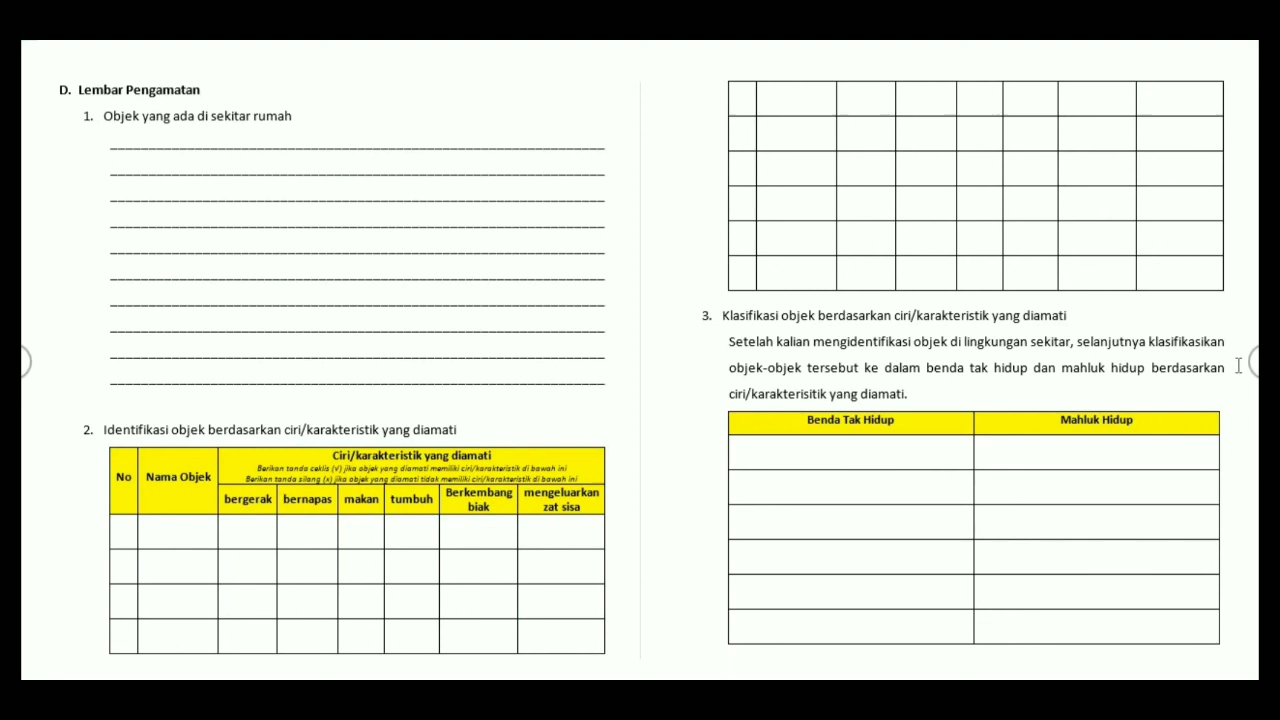 D. Lembar Pengamatan
1. Objek yang ada di sekitar rumah
2. Identifikasi objek berdasarkan ciri/karakteristik yang diamati
No
Nama Objek
Ciri/karakteristik yang diamati
Berikan tanda ceklis (√) jika objek yang diamati memiliki ciri/karakteristik di bawah ini
Berikan tanda silang (x) jika objek yang diamati tidak memiliki ciri/karakteristik di bawah ini
bergerak
bernapas
makan
tumbuh
Berkembang
biak
mengeluarkan
zat sisa
3. Klasifikasi objek berdasarkan ciri/karakteristik yang diamati
Setelah kalian mengidentifikasi objek di lingkungan sekitar, selanjutnya klasifikasikan
objek-objek tersebut ke dalam benda tak hidup dan mahluk hidup berdasarkan
ciri/karakterisitik yang diamati.
Benda Tak Hidup
Mahluk Hidup